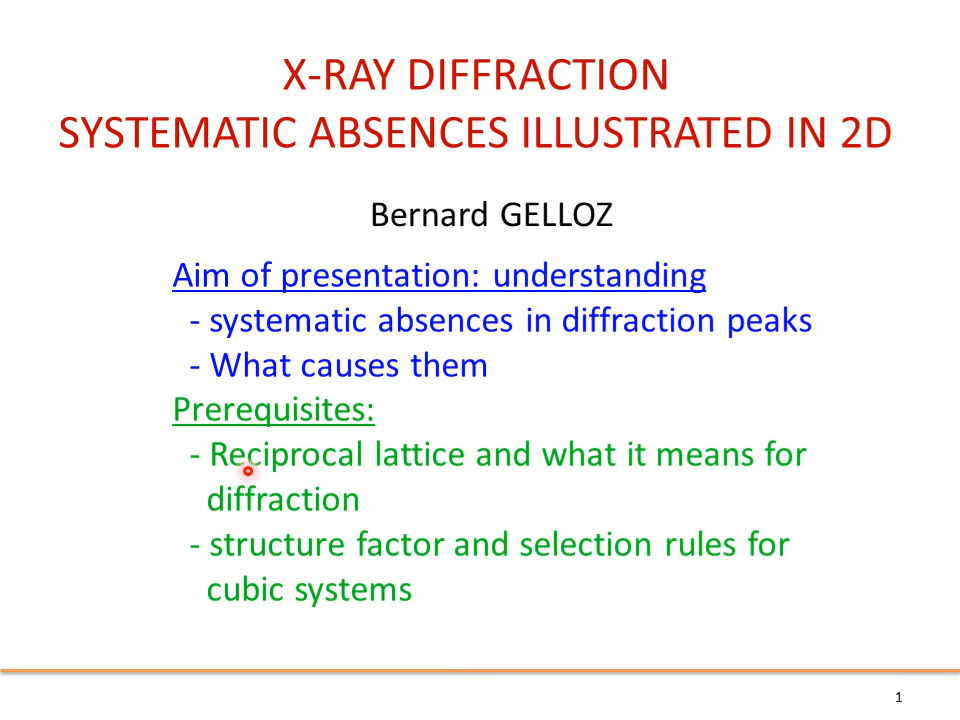 X-RAY DIFFRACTION
SYSTEMATIC ABSENCES ILLUSTRATED IN 2D
Bernard GELLOZ
Aim of presentation: understanding
- systematic absences in diffraction peaks
- What causes them
Prerequisites:
- Reciprocal lattice and what it means for
diffraction
- structure factor and selection rules for
cubic systems
1